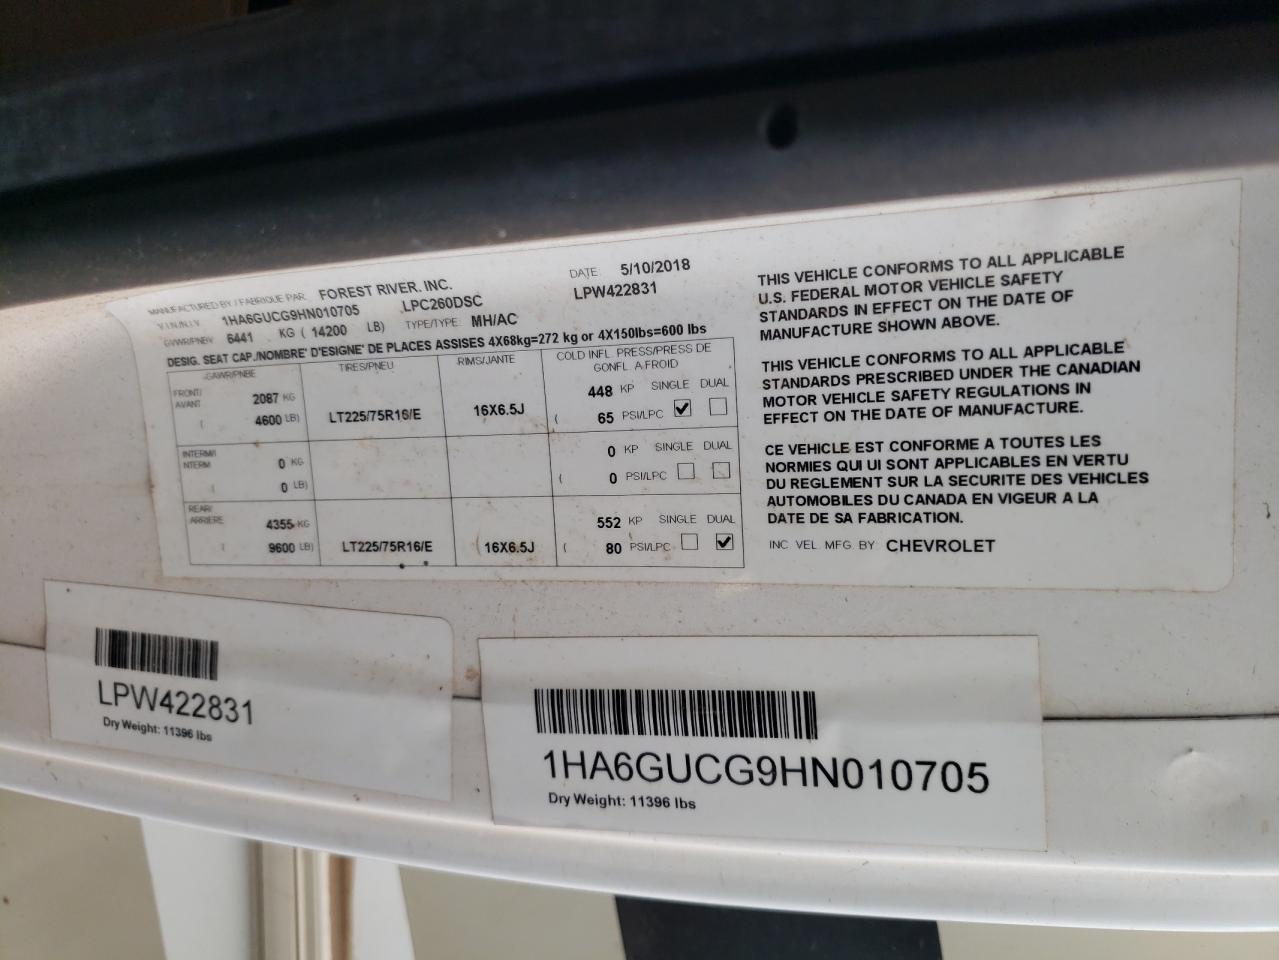 MANUFACTURED BY / FABRIQUE PAR FOREST RIVER, INC. DATE 5/10/2018
V.I.N./N.I.V. 1HA6GUCG9HN010705 LPC260DSC LPW422831
GVWR/PNBV 6441 KG ( 14200 LB) TYPE/TYPE MH/AC
DESIG. SEAT CAP./NOMBRE' D'ESIGNE' DE PLACES ASSISES 4X68kg=272 kg or 4X150lbs=600 lbs
GAWR/PNBE TIRES/PNEU RIMS/JANTE COLD INFL. PRESS/PRESS DE
GONFL. A FROID
FRONT/
AVANT 2087 KG 448 KP SINGLE DUAL
( 4600 LB) LT225/75R16/E 16X6.5J ( 65 PSI/LPC
INTERM/I
NTERM 0 KG 0 KP SINGLE DUAL
( 0 LB) ( 0 PSI/LPC
REAR/
ARRIERE 4355 KG 552 KP SINGLE DUAL
( 9600 LB) LT225/75R16/E 16X6.5J ( 80 PSI/LPC
THIS VEHICLE CONFORMS TO ALL APPLICABLE
U.S. FEDERAL MOTOR VEHICLE SAFETY
STANDARDS IN EFFECT ON THE DATE OF
MANUFACTURE SHOWN ABOVE.
THIS VEHICLE CONFORMS TO ALL APPLICABLE
STANDARDS PRESCRIBED UNDER THE CANADIAN
MOTOR VEHICLE SAFETY REGULATIONS IN
EFFECT ON THE DATE OF MANUFACTURE.
CE VEHICLE EST CONFORME A TOUTES LES
NORMIES QUI UI SONT APPLICABLES EN VERTU
DU REGLEMENT SUR LA SECURITE DES VEHICLES
AUTOMOBILES DU CANADA EN VIGEUR A LA
DATE DE SA FABRICATION.
INC. VEL. MFG. BY CHEVROLET
LPW422831
Dry Weight: 11396 lbs
1HA6GUCG9HN010705
Dry Weight: 11396 lbs